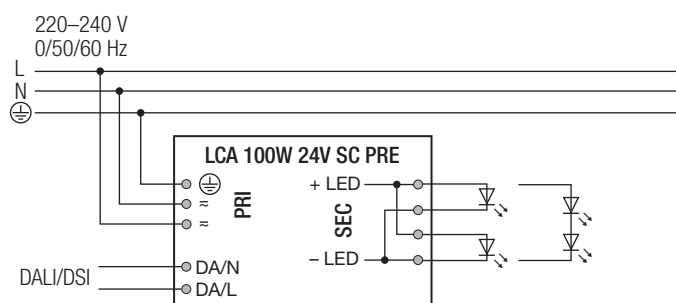 220–240 V
0/50/60 Hz
L
N
LCA 100W 24V SC PRE
+ LED
≂
PRI
SEC
≂
– LED
DA/N
DALI/DSI
DA/L